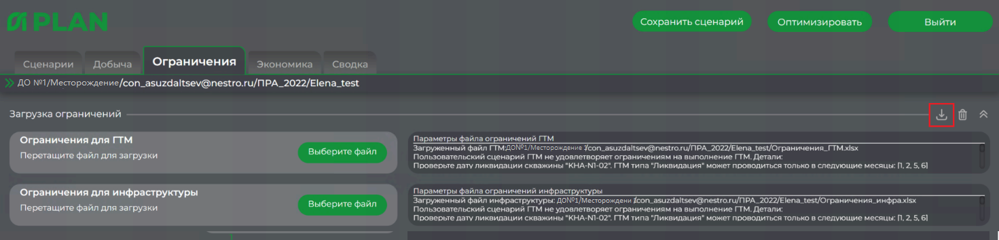 PLAN
Сохранить сценарий
Оптимизировать
Выйти
Сценарии
Добыча
Ограничения
Экономика
Сводка
ДО №1/Месторождение/con_asuzdaltsev@nestro.ru/ПРА_2022/Elena_test
Загрузка ограничений
Ограничения для ГТМ
Перетащите файл для загрузки
Выберите файл
Параметры файла ограничений ГТМ
Загруженный файл ГТМ:ДО№1/Месторождение /con_asuzdaltsev@nestro.ru/ПРА_2022/Elena_test/Ограничения_ГТМ.xlsx
Пользовательский сценарий ГТМ не удовлетворяет ограничениям на выполнение ГТМ. Детали:
Проверьте дату ликвидации скважины "KHA-N1-02". ГТМ типа "Ликвидация" может проводиться только в следующие месяцы: [1, 2, 5, 6]
Ограничения для инфраструктуры
Перетащите файл для загрузки
Выберите файл
Параметры файла ограничений инфраструктуры
Загруженный файл инфраструктуры: ДО№1/Месторождени /con_asuzdaltsev@nestro.ru/ПРА_2022/Elena_test/Ограничения_инфра.xlsx
Пользовательский сценарий ГТМ не удовлетворяет ограничениям на выполнение ГТМ. Детали:
Проверьте дату ликвидации скважины "KHA-N1-02". ГТМ типа "Ликвидация" может проводиться только в следующие месяцы: [1, 2, 5, 6]